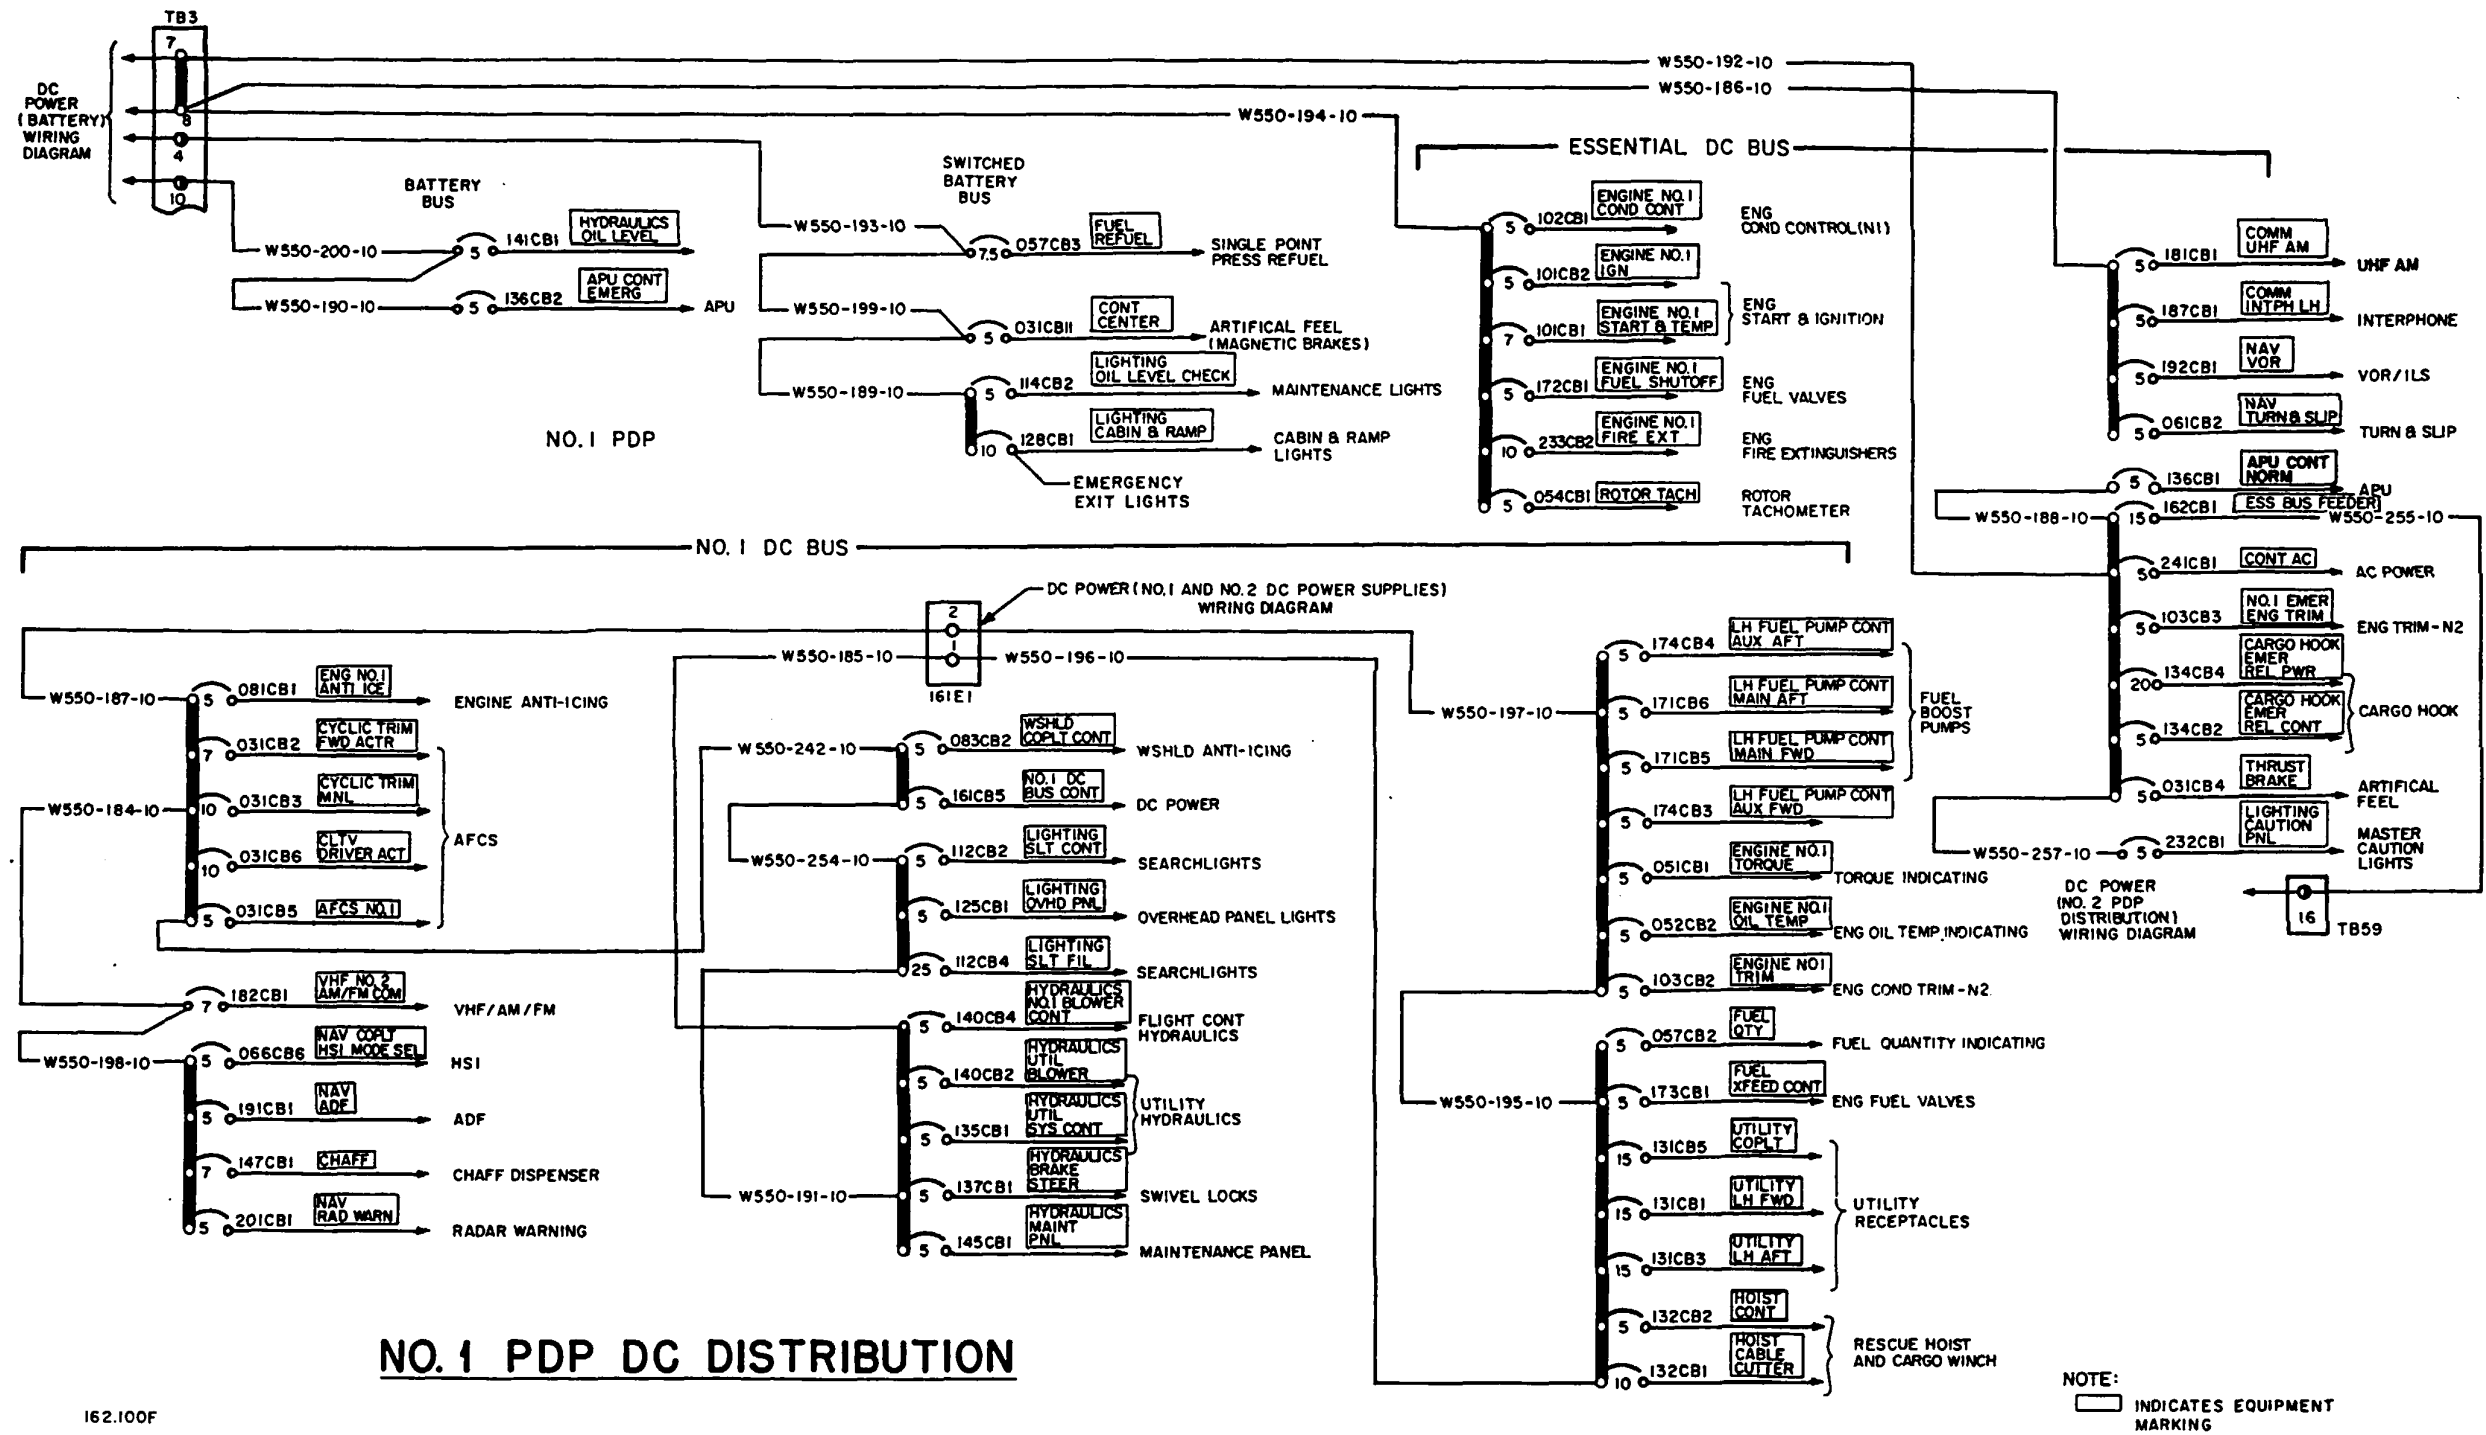 TB3
7
8
4
10
DC
POWER
(BATTERY)
WIRING
DIAGRAM
W550-192-10
W550-186-10
W550-194-10
BATTERY
BUS
W550-200-10
5
141CB1
HYDRAULICS
OIL LEVEL
W550-190-10
5
136CB2
APU CONT
EMERG
APU
NO. 1 PDP
SWITCHED
BATTERY
BUS
W550-193-10
7.5
057CB3
FUEL
REFUEL
SINGLE POINT
PRESS REFUEL
W550-199-10
5
031CB11
CONT
CENTER
ARTIFICAL FEEL
(MAGNETIC BRAKES)
W550-189-10
5
114CB2
LIGHTING
OIL LEVEL CHECK
MAINTENANCE LIGHTS
10
128CB1
LIGHTING
CABIN & RAMP
CABIN & RAMP
LIGHTS
EMERGENCY
EXIT LIGHTS
ESSENTIAL DC BUS
5
102CB1
ENGINE NO. 1
COND CONT
ENG
COND CONTROL(N1)
5
101CB2
ENGINE NO. 1
IGN
7
101CB1
ENGINE NO. 1
START & TEMP
ENG
START & IGNITION
5
172CB1
ENGINE NO. 1
FUEL SHUTOFF
ENG
FUEL VALVES
10
233CB2
ENGINE NO. 1
FIRE EXT
ENG
FIRE EXTINGUISHERS
5
054CB1
ROTOR TACH
ROTOR
TACHOMETER
5
181CB1
COMM
UHF AM
UHF AM
5
187CB1
COMM
INTPH LH
INTERPHONE
5
192CB1
NAV
VOR
VOR/ILS
5
061CB2
NAV
TURN & SLIP
TURN & SLIP
5
136CB1
APU CONT
NORM
APU
W550-188-10
15
162CB1
ESS BUS FEEDER
W550-255-10
5
241CB1
CONT AC
AC POWER
5
103CB3
NO. 1 EMER
ENG TRIM
ENG TRIM-N2
20
134CB4
CARGO HOOK
EMER
REL PWR
5
134CB2
CARGO HOOK
EMER
REL CONT
CARGO HOOK
5
031CB4
THRUST
BRAKE
ARTIFICAL
FEEL
W550-257-10
5
232CB1
LIGHTING
CAUTION
PNL
MASTER
CAUTION
LIGHTS
DC POWER
(NO. 2 PDP
DISTRIBUTION)
WIRING DIAGRAM
16
TB59
NO. 1 DC BUS
2
1
161E1
DC POWER (NO. 1 AND NO. 2 DC POWER SUPPLIES)
WIRING DIAGRAM
W550-185-10
W550-196-10
W550-187-10
5
081CB1
ENG NO. 1
ANTI ICE
ENGINE ANTI-ICING
7
031CB2
CYCLIC TRIM
FWD ACTR
W550-184-10
10
031CB3
CYCLIC TRIM
MNL
10
031CB6
CLTV
DRIVER ACT
AFCS
5
031CB5
AFCS NO. 1
7
182CB1
VHF NO. 2
AM/FM COM
VHF/AM/FM
W550-198-10
5
066CB6
NAV COPLT
HSI MODE SEL
HSI
5
191CB1
NAV
ADF
ADF
7
147CB1
CHAFF
CHAFF DISPENSER
5
201CB1
NAV
RAD WARN
RADAR WARNING
W550-242-10
5
083CB2
WSHLD
COPLT CONT
WSHLD ANTI-ICING
5
161CB5
NO. 1 DC
BUS CONT
DC POWER
W550-254-10
5
112CB2
LIGHTING
SLT CONT
SEARCHLIGHTS
5
125CB1
LIGHTING
OVHD PNL
OVERHEAD PANEL LIGHTS
25
112CB4
LIGHTING
SLT FIL
SEARCHLIGHTS
5
140CB4
HYDRAULICS
NO. 1 BLOWER
CONT
FLIGHT CONT
HYDRAULICS
5
140CB2
HYDRAULICS
UTIL
BLOWER
5
135CB1
HYDRAULICS
UTIL
SYS CONT
UTILITY
HYDRAULICS
W550-191-10
5
137CB1
HYDRAULICS
BRAKE
STEER
SWIVEL LOCKS
5
145CB1
HYDRAULICS
MAINT
PNL
MAINTENANCE PANEL
5
174CB4
LH FUEL PUMP CONT
AUX AFT
W550-197-10
5
171CB6
LH FUEL PUMP CONT
MAIN AFT
5
171CB5
LH FUEL PUMP CONT
MAIN FWD
FUEL
BOOST
PUMPS
5
174CB3
LH FUEL PUMP CONT
AUX FWD
5
051CB1
ENGINE NO. 1
TORQUE
TORQUE INDICATING
5
052CB2
ENGINE NO. 1
OIL TEMP
ENG OIL TEMP. INDICATING
5
103CB2
ENGINE NO 1
TRIM
ENG COND TRIM-N2
5
057CB2
FUEL
QTY
FUEL QUANTITY INDICATING
W550-195-10
5
173CB1
FUEL
XFEED CONT
ENG FUEL VALVES
15
131CB5
UTILITY
COPLT
15
131CB1
UTILITY
LH FWD
15
131CB3
UTILITY
LH AFT
UTILITY
RECEPTACLES
5
132CB2
HOIST
CONT
10
132CB1
HOIST
CABLE
CUTTER
RESCUE HOIST
AND CARGO WINCH
NO. 1 PDP DC DISTRIBUTION
162.100F
NOTE:
INDICATES EQUIPMENT
MARKING